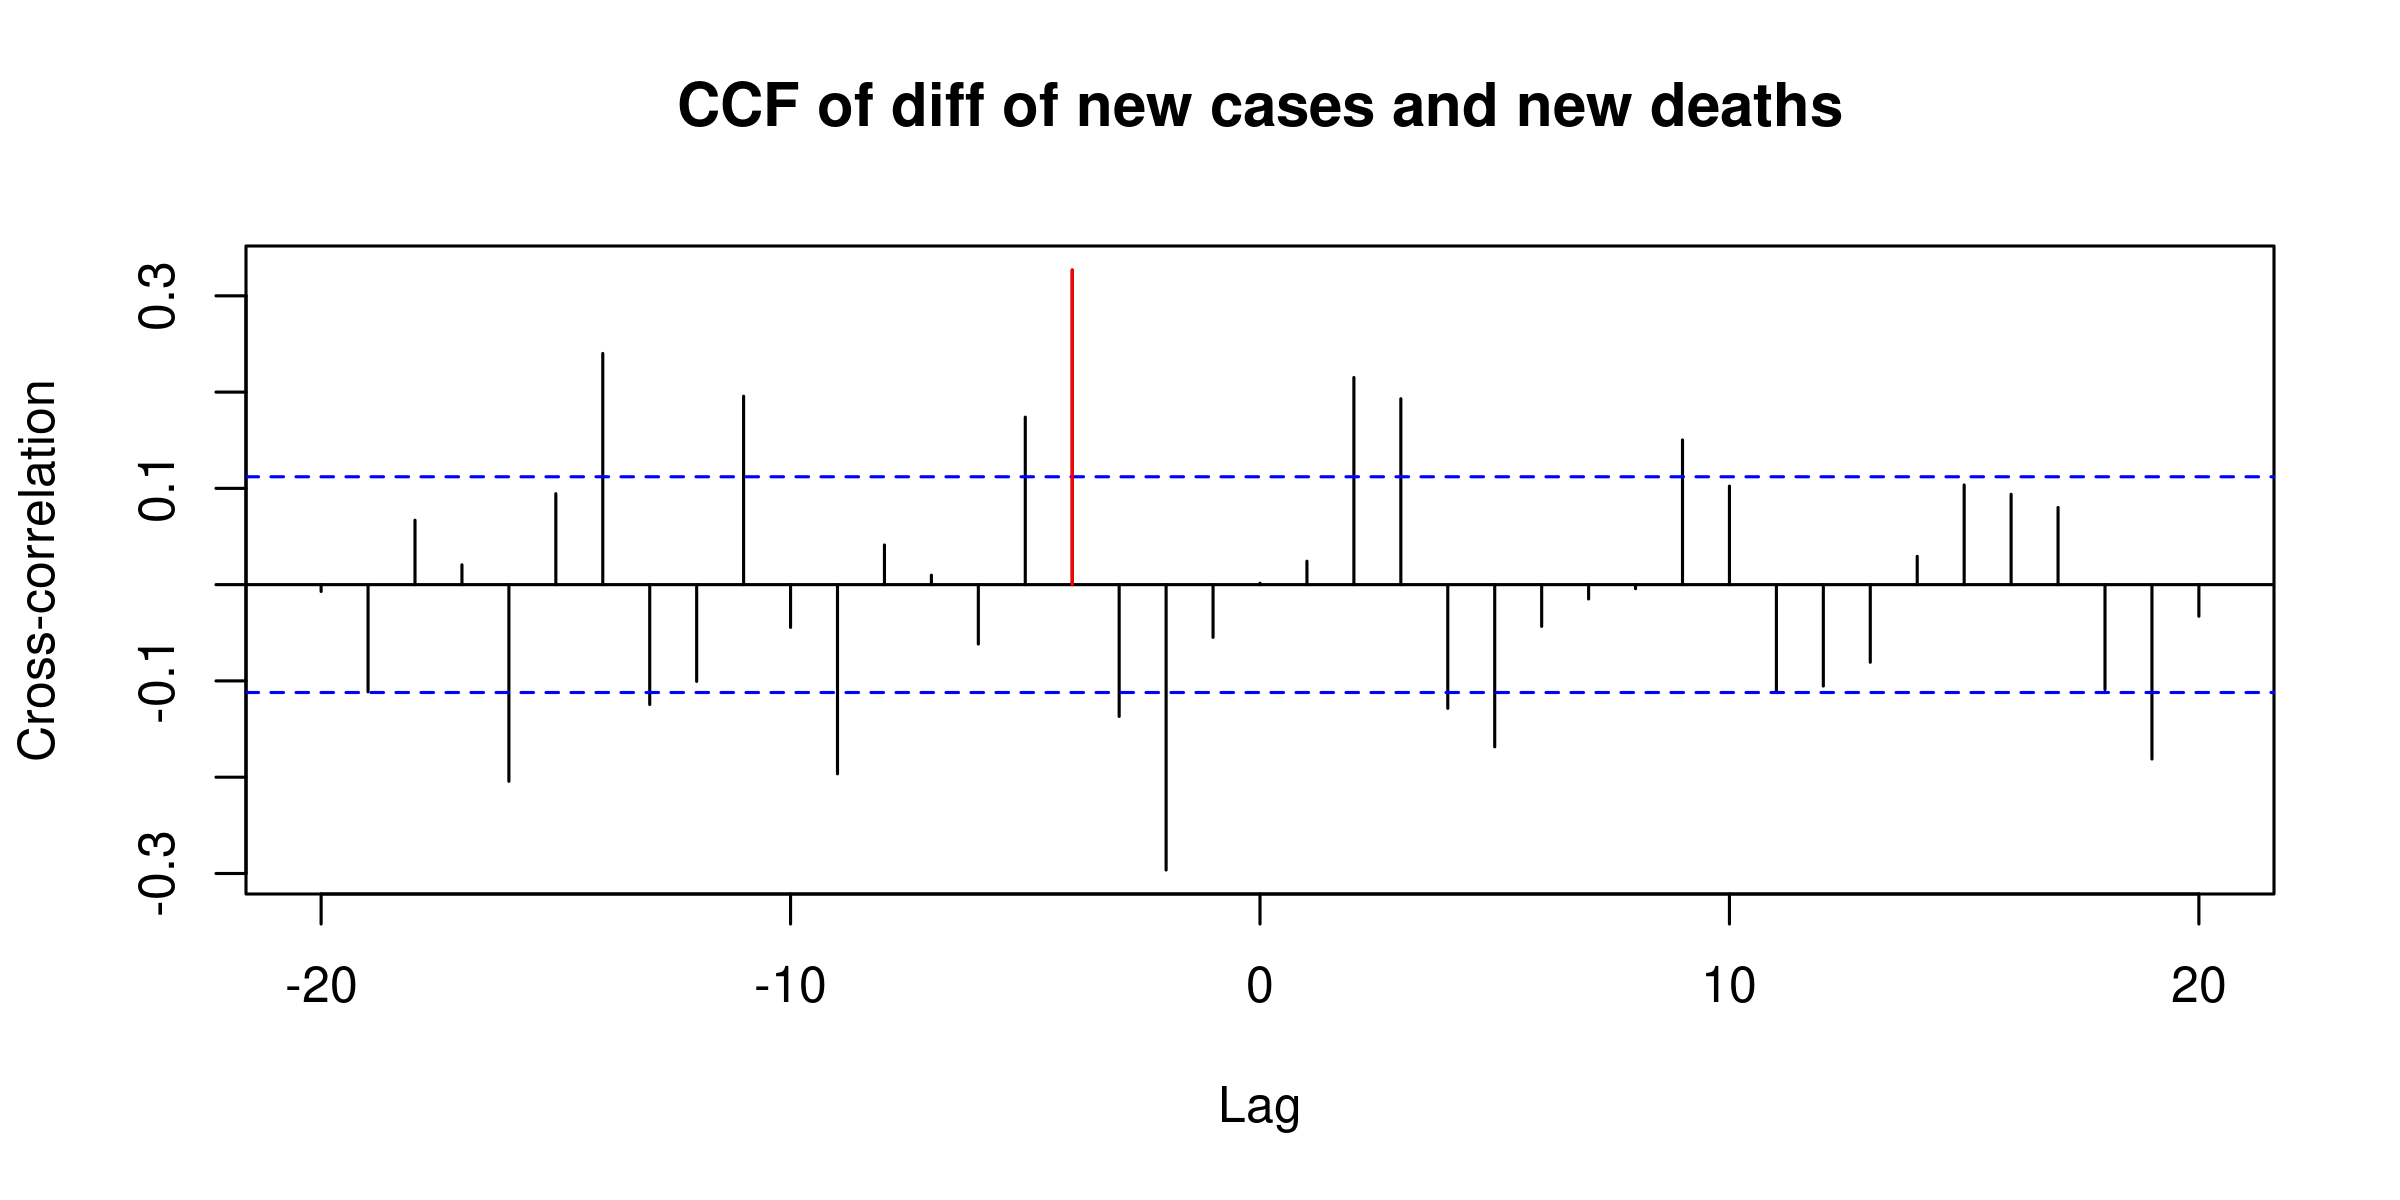 CCF of diff of new cases and new deaths
Cross-correlation
0.3
0.1
-0.1
-0.3
-20 -10 0 10 20
Lag